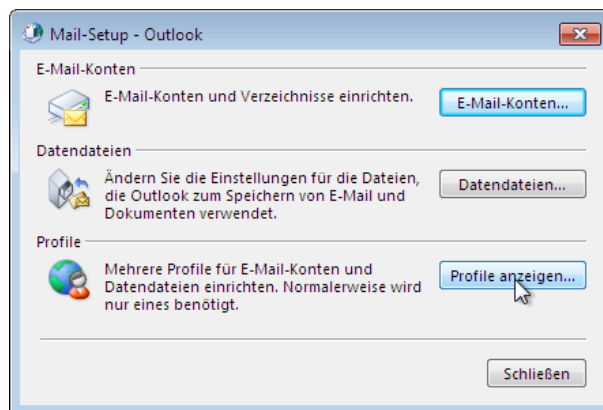 Mail-Setup - Outlook
E-Mail-Konten
E-Mail-Konten und Verzeichnisse einrichten.
E-Mail-Konten...
Datendateien
Ändern Sie die Einstellungen für die Dateien,
die Outlook zum Speichern von E-Mail und
Dokumenten verwendet.
Datendateien...
Profile
Mehrere Profile für E-Mail-Konten und
Datendateien einrichten. Normalerweise wird
nur eines benötigt.
Profile anzeigen...
Schließen